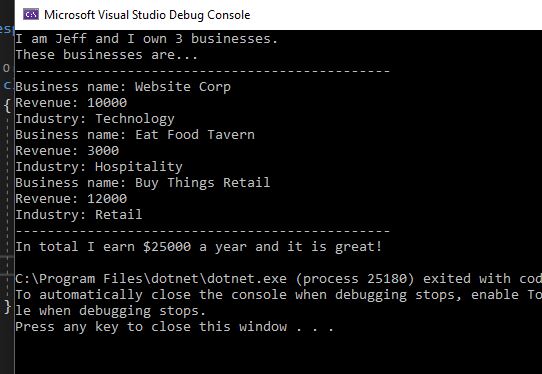 Microsoft Visual Studio Debug Console
I am Jeff and I own 3 businesses.
These businesses are...
-----------------------------------------------
Business name: Website Corp
Revenue: 10000
Industry: Technology
Business name: Eat Food Tavern
Revenue: 3000
Industry: Hospitality
Business name: Buy Things Retail
Revenue: 12000
Industry: Retail
-----------------------------------------------
In total I earn $25000 a year and it is great!
C:\Program Files\dotnet\dotnet.exe (process 25180) exited with cod
To automatically close the console when debugging stops, enable To
le when debugging stops.
Press any key to close this window . . .